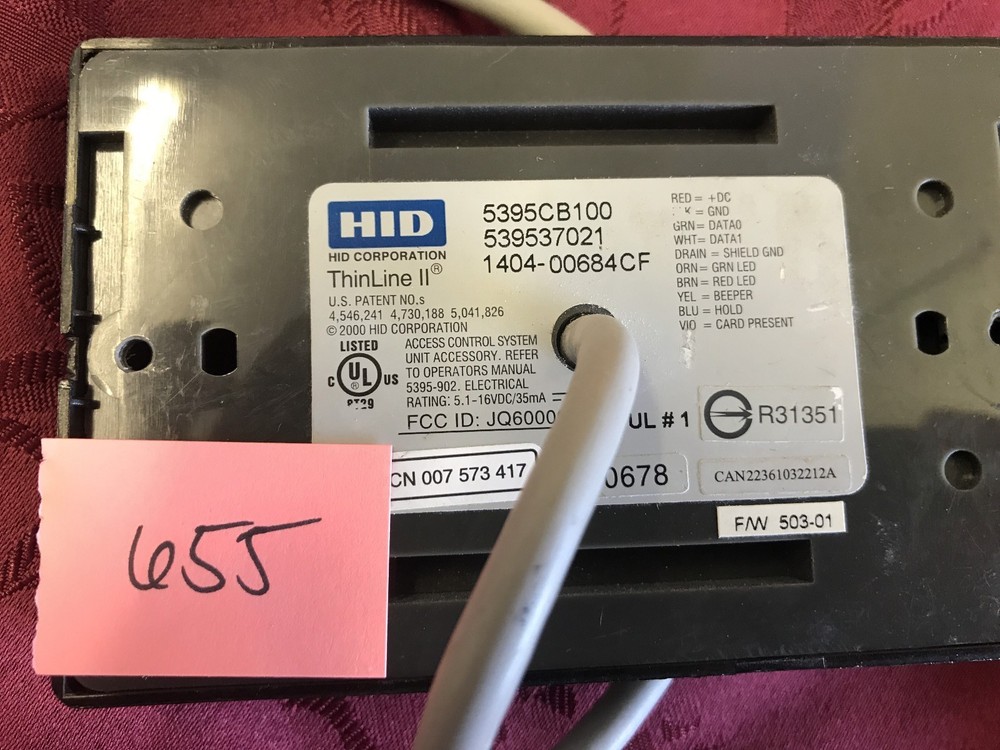 HID
HID CORPORATION
ThinLine II®
5395CB100
539537021
1404-00684CF
U.S. PATENT NO.s
4,546,241 4,730,188 5,041,826
© 2000 HID CORPORATION
LISTED
C UL ® US
PT29
ACCESS CONTROL SYSTEM
UNIT ACCESSORY. REFER
TO OPERATORS MANUAL
5395-902. ELECTRICAL
RATING: 5.1-16VDC/35mA
FCC ID: JQ6000
UL # 1
RED = +DC
K = GND
GRN= DATA0
WHT= DATA1
DRAIN = SHIELD GND
ORN= GRN LED
BRN= RED LED
YEL = BEEPER
BLU = HOLD
VIO = CARD PRESENT
R31351
CN 007 573 417
0678
CAN22361032212A
F/W 503-01
655